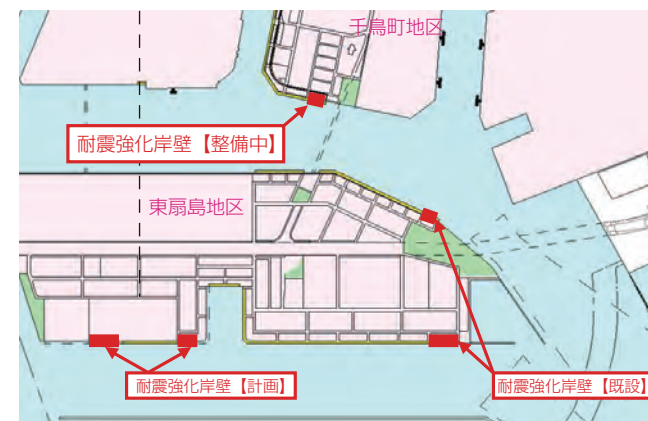 千鳥町地区
耐震強化岸壁【整備中】
東扇島地区
耐震強化岸壁【計画】
耐震強化岸壁【既設】